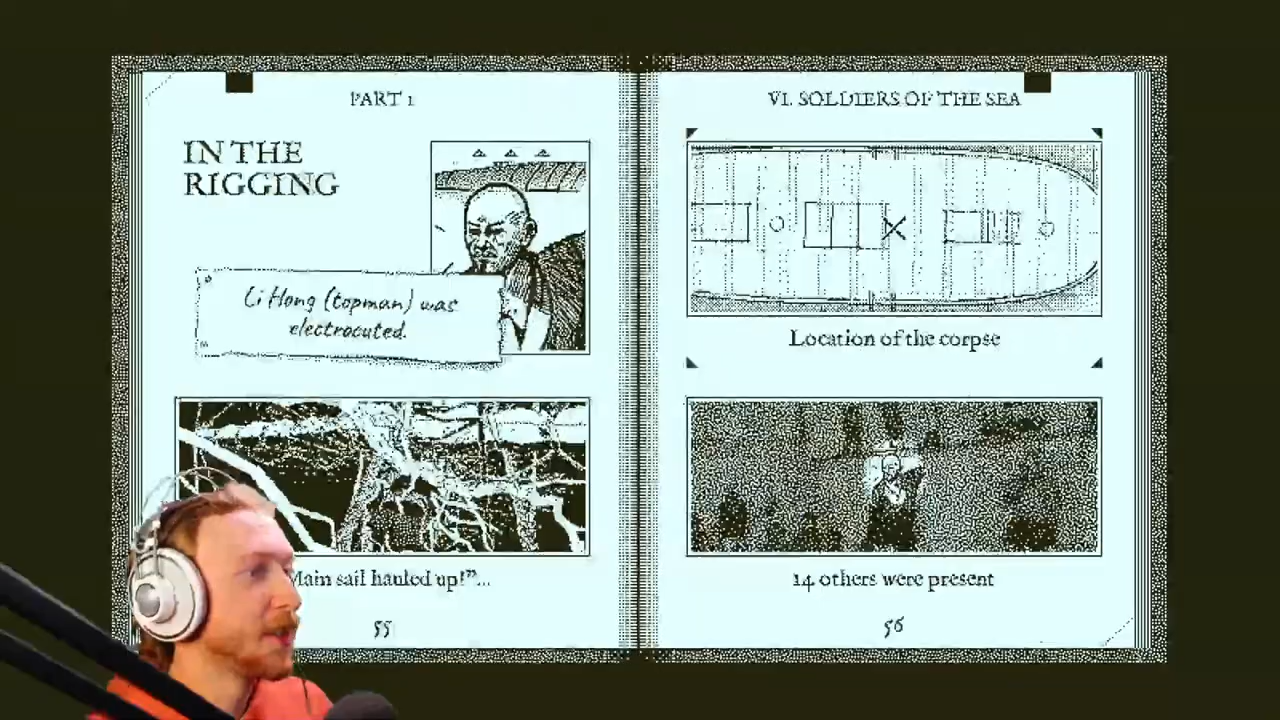 PART 1
IN THE
RIGGING
Li Hong (topman) was
electrocuted.
Main sail hauled up!"...
55
VI. SOLDIERS OF THE SEA
Location of the corpse
14 others were present
56